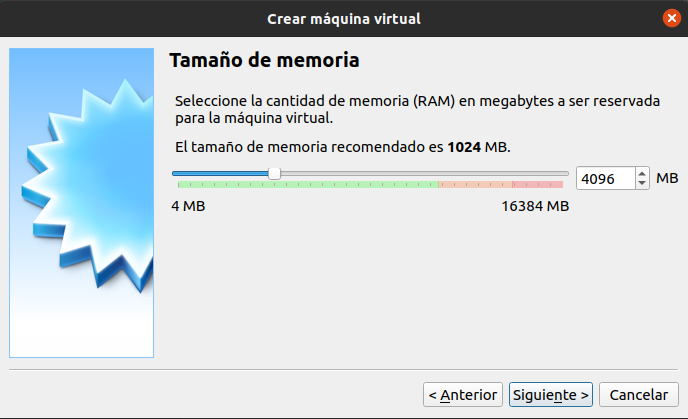 Crear máquina virtual
Tamaño de memoria
Seleccione la cantidad de memoria (RAM) en megabytes a ser reservada
para la máquina virtual.
El tamaño de memoria recomendado es 1024 MB.
4096 MB
4 MB 16384 MB
< Anterior Siguiente > Cancelar